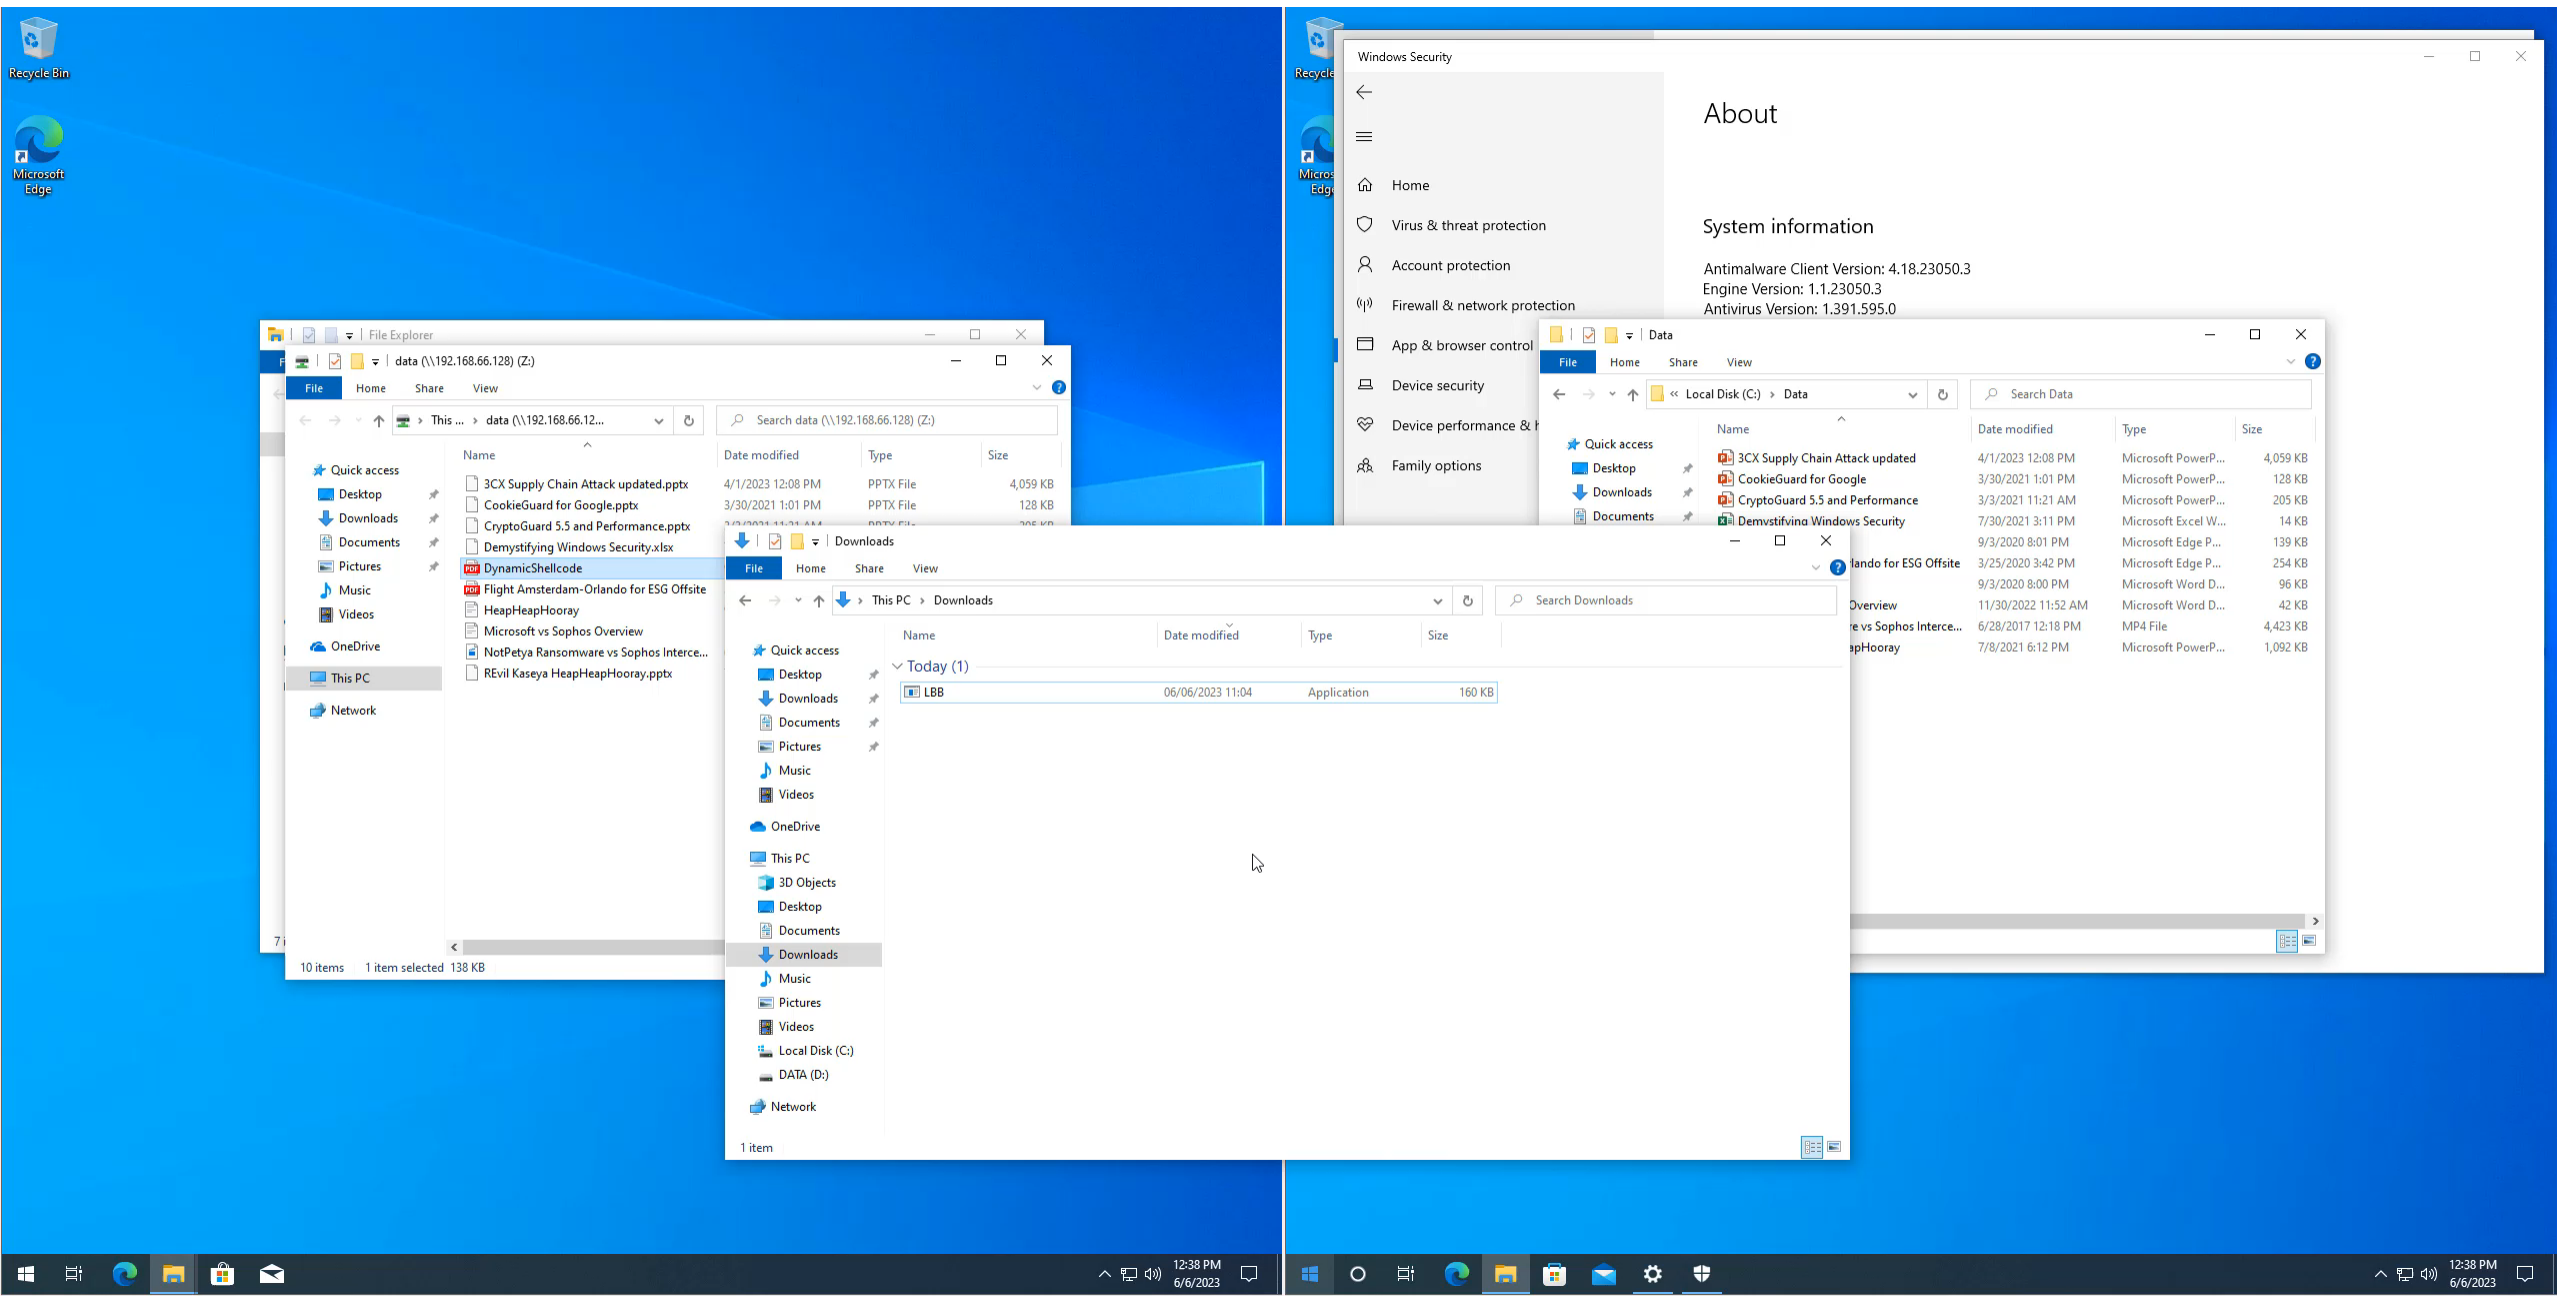 Recycle Bin
Microsoft
Edge
File Explorer
data (\\192.168.66.128) (Z:)
File Home Share View
This ... › data (\\192.168.66.12...
Search data (\\192.168.66.128) (Z:)
Quick access
Desktop
Downloads
Documents
Pictures
Music
Videos
OneDrive
This PC
Network
Name Date modified Type Size
3CX Supply Chain Attack updated.pptx 4/1/2023 12:08 PM PPTX File 4,059 KB
CookieGuard for Google.pptx 3/30/2021 1:01 PM PPTX File 128 KB
CryptoGuard 5.5 and Performance.pptx
Demystifying Windows Security.xlsx
DynamicShellcode
Flight Amsterdam-Orlando for ESG Offsite
HeapHeapHooray
Microsoft vs Sophos Overview
NotPetya Ransomware vs Sophos Interce...
REvil Kaseya HeapHeapHooray.pptx
10 items 1 item selected 138 KB
Downloads
File Home Share View
This PC › Downloads
Search Downloads
Name Date modified Type Size
Today (1)
LBB 06/06/2023 11:04 Application 160 KB
Quick access
Desktop
Downloads
Documents
Pictures
Music
Videos
OneDrive
This PC
3D Objects
Desktop
Documents
Downloads
Music
Pictures
Videos
Local Disk (C:)
DATA (D:)
Network
1 item
12:38 PM
6/6/2023
Recycle
Micros
Edge
Windows Security
Home
Virus & threat protection
Account protection
Firewall & network protection
App & browser control
Device security
Device performance & h
Family options
About
System information
Antimalware Client Version: 4.18.23050.3
Engine Version: 1.1.23050.3
Antivirus Version: 1.391.595.0
Data
File Home Share View
« Local Disk (C:) › Data
Search Data
Quick access
Desktop
Downloads
Documents
Name Date modified Type Size
3CX Supply Chain Attack updated 4/1/2023 12:08 PM Microsoft PowerP... 4,059 KB
CookieGuard for Google 3/30/2021 1:01 PM Microsoft PowerP... 128 KB
CryptoGuard 5.5 and Performance 3/3/2021 11:21 AM Microsoft PowerP... 205 KB
Demystifying Windows Security 7/30/2021 3:11 PM Microsoft Excel W... 14 KB
9/3/2020 8:01 PM Microsoft Edge P... 139 KB
lando for ESG Offsite 3/25/2020 3:42 PM Microsoft Edge P... 254 KB
9/3/2020 8:00 PM Microsoft Word D... 96 KB
Overview 11/30/2022 11:52 AM Microsoft Word D... 42 KB
re vs Sophos Interce... 6/28/2017 12:18 PM MP4 File 4,423 KB
apHooray 7/8/2021 6:12 PM Microsoft PowerP... 1,092 KB
12:38 PM
6/6/2023